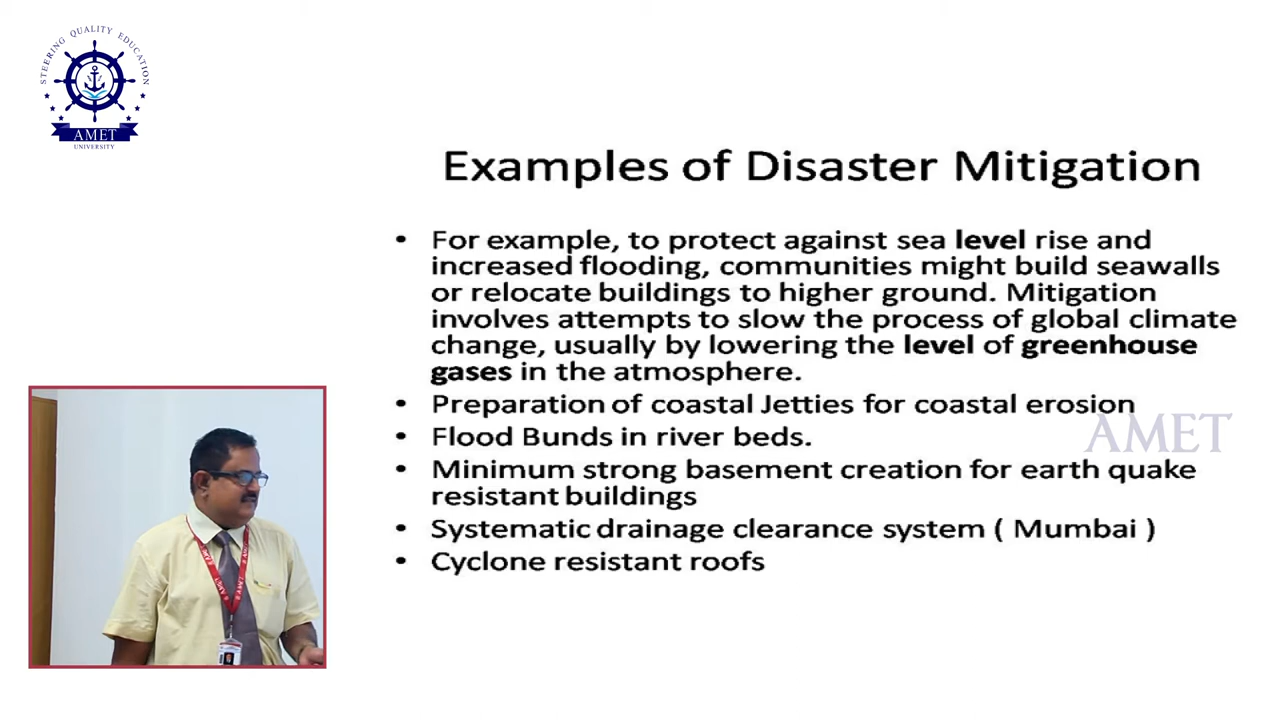 STEERING QUALITY EDUCATION
AMET
UNIVERSITY
Examples of Disaster Mitigation
• For example, to protect against sea level rise and
increased flooding, communities might build seawalls
or relocate buildings to higher ground. Mitigation
involves attempts to slow the process of global climate
change, usually by lowering the level of greenhouse
gases in the atmosphere.
• Preparation of coastal Jetties for coastal erosion
AMET
• Flood Bunds in river beds.
• Minimum strong basement creation for earth quake
resistant buildings
• Systematic drainage clearance system ( Mumbai )
• Cyclone resistant roofs